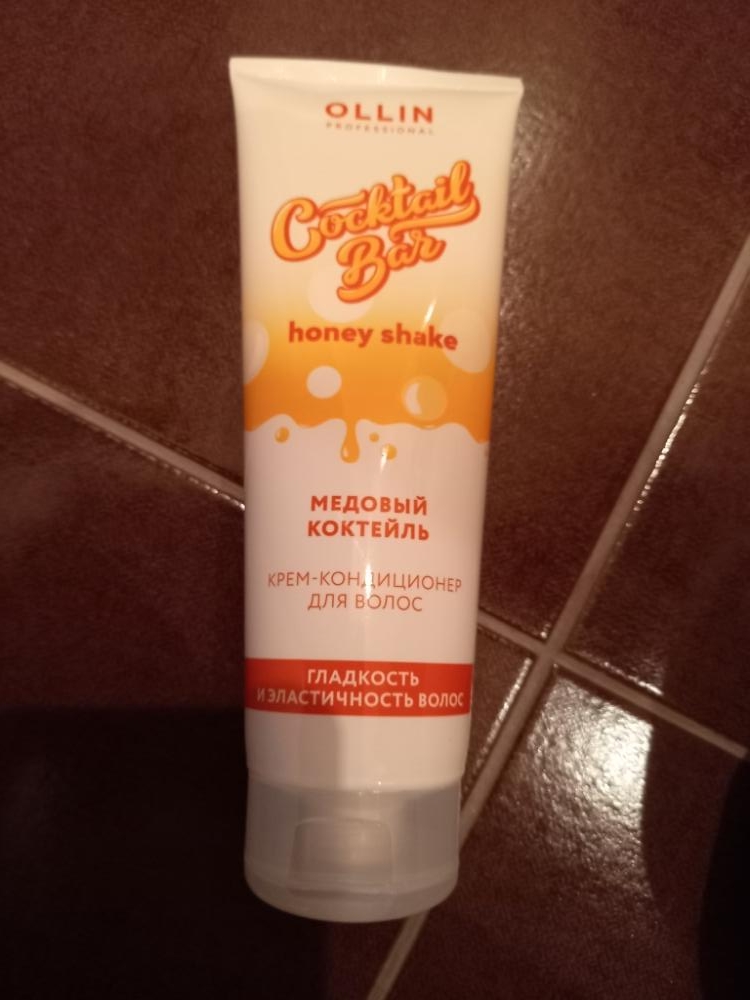 OLLIN
PROFESSIONAL
Cocktail
Bar
honey shake
МЕДОВЫЙ
КОКТЕЙЛЬ
КРЕМ-КОНДИЦИОНЕР
ДЛЯ ВОЛОС
ГЛАДКОСТЬ
И ЭЛАСТИЧНОСТЬ ВОЛОС